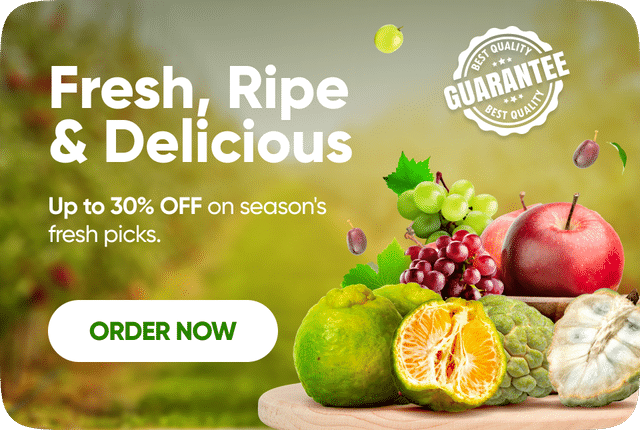 Fresh, Ripe
& Delicious
Up to 30% OFF on season's
fresh picks.
ORDER NOW
BEST QUALITY
GUARANTEE
BEST QUALITY